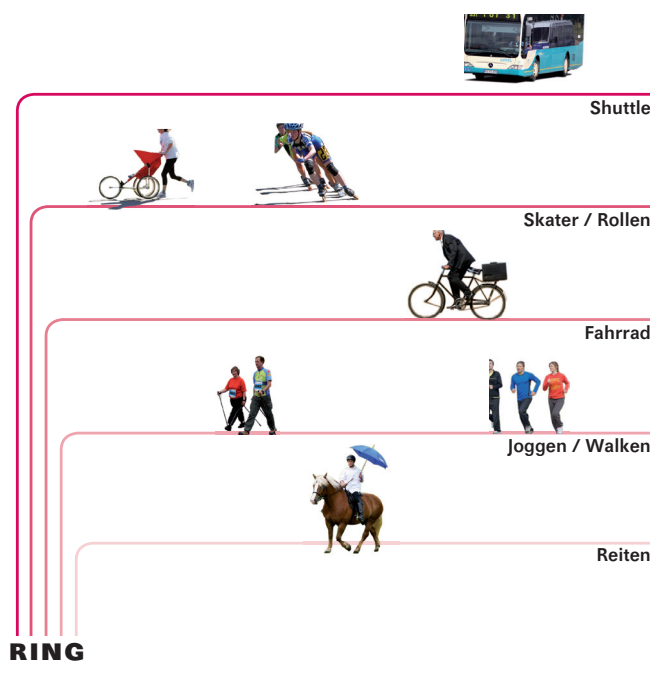 Shuttle
Skater / Rollen
Fahrrad
Joggen / Walken
Reiten
RING